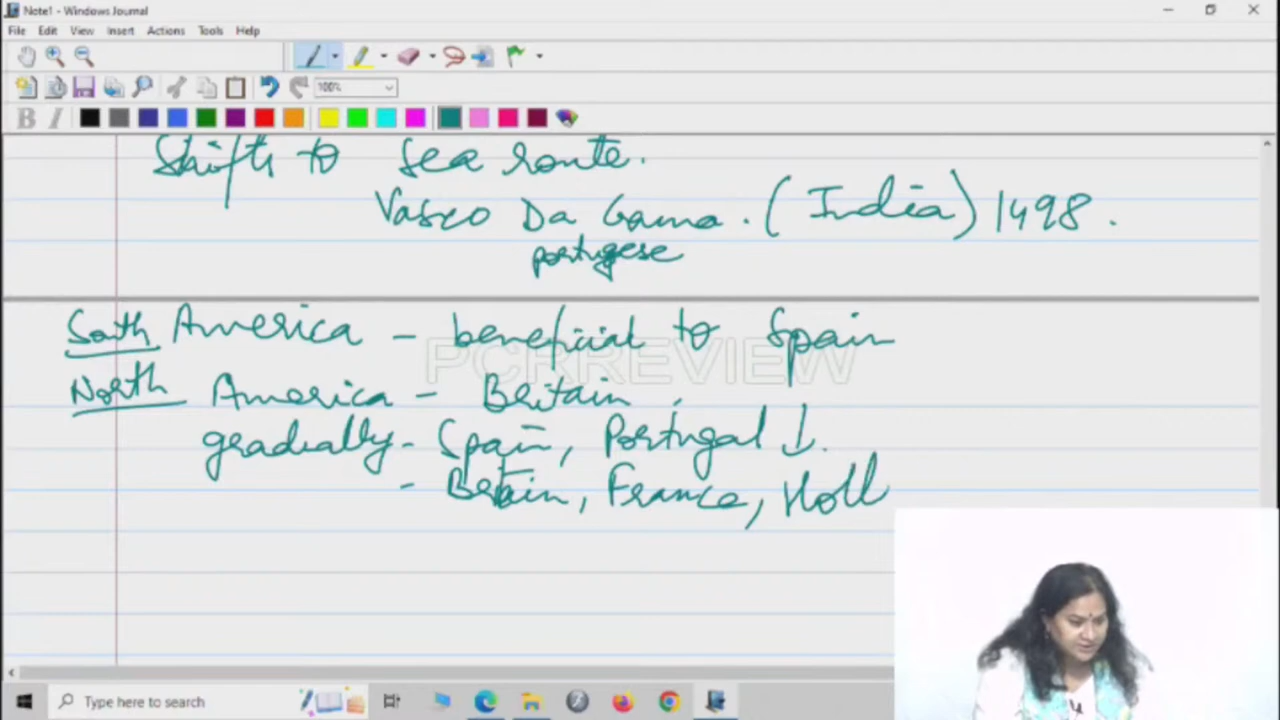 Note1 - Windows Journal
File Edit View Insert Actions Tools Help
100%
B I
Shifts to sea route.
Vasco Da Gama. (India) 1498.
portugese
South America - beneficial to Spain
PCRREVIEW
North America - Britain,
gradually - Spain, Portugal ↓.
- Britain, France, Holl
Type here to search